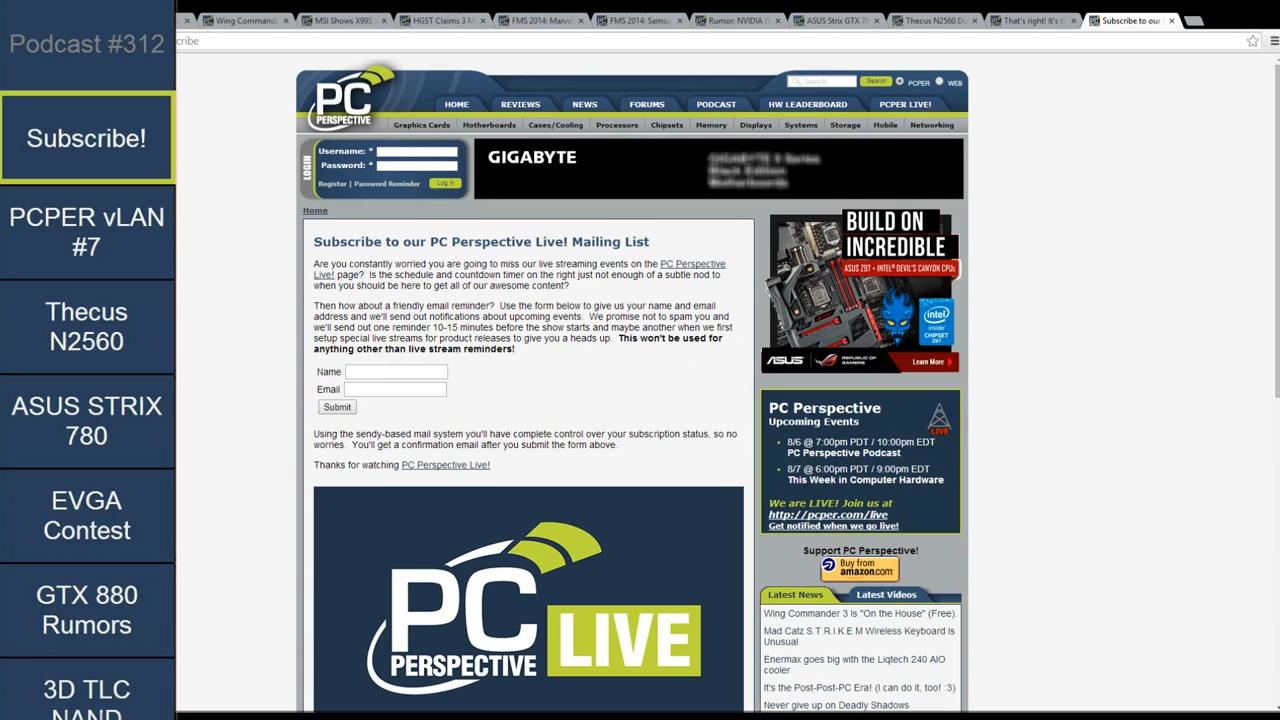 Podcast #312
Subscribe!
PCPER vLAN
#7
Thecus
N2560
ASUS STRIX
780
EVGA
Contest
GTX 880
Rumors
3D TLC
NAND
Wing Command
MSI Shows X99S
HGST Claims 3 M
FMS 2014: Marve
FMS 2014: Samsu
Rumor: NVIDIA G
ASUS Strix GTX 7
Thecus N2560 D
That's right! It's t
Subscribe to our
cribe
PC
PERSPECTIVE
Search
Search
PCPER
WEB
HOME
REVIEWS
NEWS
FORUMS
PODCAST
HW LEADERBOARD
PCPER LIVE!
Graphics Cards
Motherboards
Cases/Cooling
Processors
Chipsets
Memory
Displays
Systems
Storage
Mobile
Networking
LOGIN
Username: *
Password: *
Register | Password Reminder
Log in
GIGABYTE
Home
Subscribe to our PC Perspective Live! Mailing List
Are you constantly worried you are going to miss our live streaming events on the PC Perspective
Live! page? Is the schedule and countdown timer on the right just not enough of a subtle nod to
when you should be here to get all of our awesome content?
Then how about a friendly email reminder? Use the form below to give us your name and email
address and we'll send out notifications about upcoming events. We promise not to spam you and
we'll send out one reminder 10-15 minutes before the show starts and maybe another when we first
setup special live streams for product releases to give you a heads up. This won't be used for
anything other than live stream reminders!
Name
Email
Submit
Using the sendy-based mail system you'll have complete control over your subscription status, so no
worries. You'll get a confirmation email after you submit the form above.
Thanks for watching PC Perspective Live!
PC
PERSPECTIVE
LIVE
BUILD ON
INCREDIBLE
ASUS Z97 + INTEL® DEVIL'S CANYON CPUs
intel
inside
CHIPSET
Z97
ASUS
REPUBLIC OF
GAMERS
Learn More
PC Perspective
Upcoming Events
LIVE
8/6 @ 7:00pm PDT / 10:00pm EDT
PC Perspective Podcast
8/7 @ 6:00pm PDT / 9:00pm EDT
This Week in Computer Hardware
We are LIVE! Join us at
http://pcper.com/live
Get notified when we go live!
Support PC Perspective!
Buy from
amazon.com
Latest News
Latest Videos
Wing Commander 3 Is "On the House" (Free).
Mad Catz S.T.R.I.K.E M Wireless Keyboard Is
Unusual
Enermax goes big with the Liqtech 240 AIO
cooler
It's the Post-Post-PC Era! (I can do it, too! :3)
Never give up on Deadly Shadows